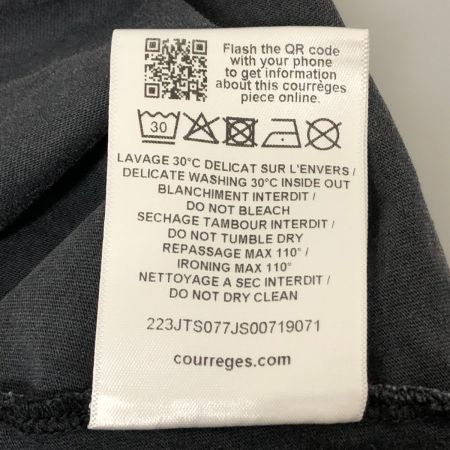 Flash the QR code
with your phone
to get information
about this courrèges
piece online.
30
LAVAGE 30°C DELICAT SUR L'ENVERS /
DELICATE WASHING 30°C INSIDE OUT
BLANCHIMENT INTERDIT /
DO NOT BLEACH
SECHAGE TAMBOUR INTERDIT /
DO NOT TUMBLE DRY
REPASSAGE MAX 110° /
IRONING MAX 110°
NETTOYAGE A SEC INTERDIT /
DO NOT DRY CLEAN
223JTS077JS00719071
courreges.com